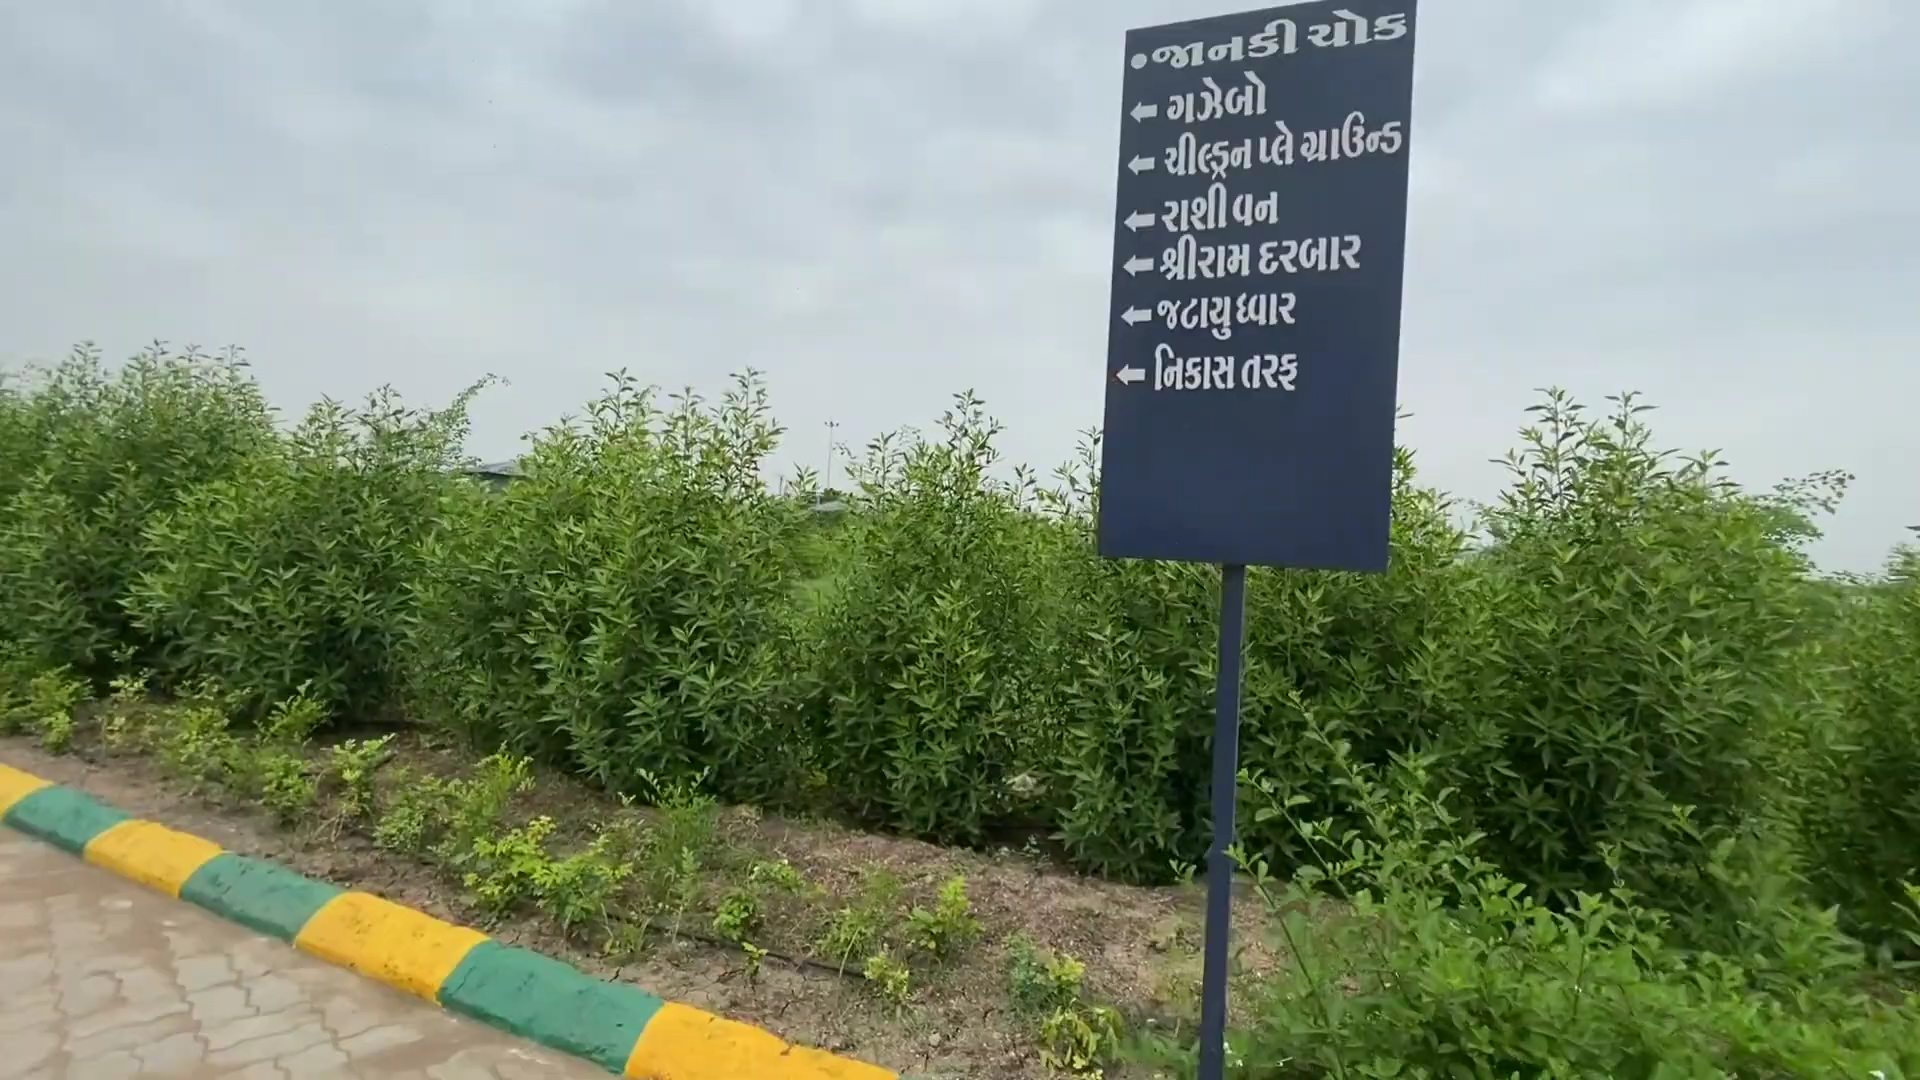 •જાનકી ચોક
← ગઝેબો
← ચીલ્ડ્રન પ્લે ગ્રાઉન્ડ
← રાશી વન
← શ્રીરામ દરબાર
← જટાયુ ધ્વાર
← નિકાસ તરફ